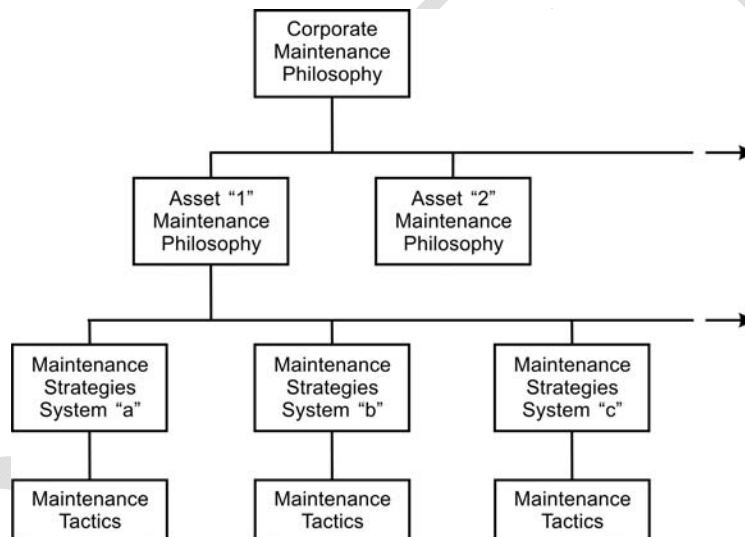 Corporate
Maintenance
Philosophy
Asset “1”
Maintenance
Philosophy
Asset “2”
Maintenance
Philosophy
Maintenance
Strategies
System “a”
Maintenance
Strategies
System “b”
Maintenance
Strategies
System “c”
Maintenance
Tactics
Maintenance
Tactics
Maintenance
Tactics